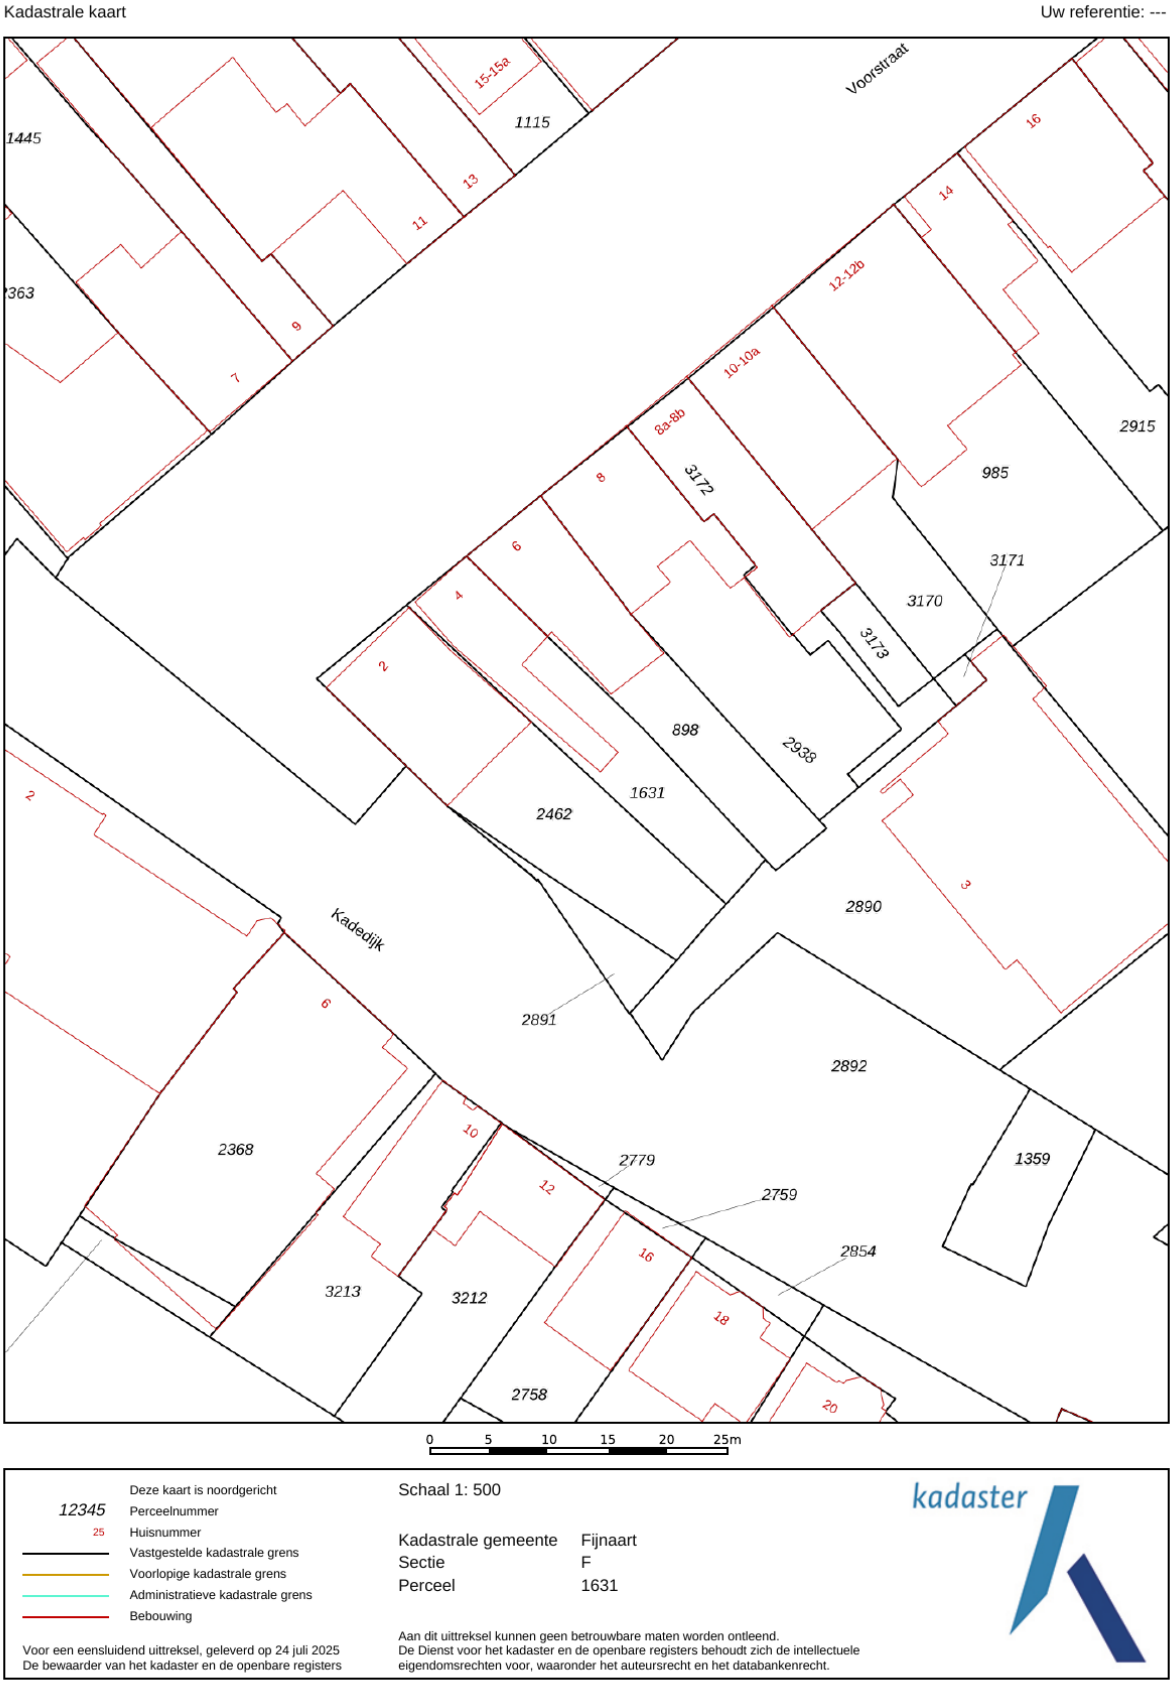 Kadastrale kaart
Uw referentie: ---
Voorstraat
15-15a
1115
16
1445
13
14
11
12-12b
363
9
10-10a
7
8a-8b
2915
8
3172
985
6
3171
4
3170
3173
2
898
2938
2
1631
2462
3
2890
Kadedijk
6
2891
2892
10
2368
2779
1359
12
2759
16
2854
3213
3212
18
2758
20
0 5 10 15 20 25m
Deze kaart is noordgericht
12345 Perceelnummer
25 Huisnummer
Vastgestelde kadastrale grens
Voorlopige kadastrale grens
Administratieve kadastrale grens
Bebouwing
Voor een eensluidend uittreksel, geleverd op 24 juli 2025
De bewaarder van het kadaster en de openbare registers
Schaal 1: 500
Kadastrale gemeente Fijnaart
Sectie F
Perceel 1631
Aan dit uittreksel kunnen geen betrouwbare maten worden ontleend.
De Dienst voor het kadaster en de openbare registers behoudt zich de intellectuele
eigendomsrechten voor, waaronder het auteursrecht en het databankenrecht.
kadaster